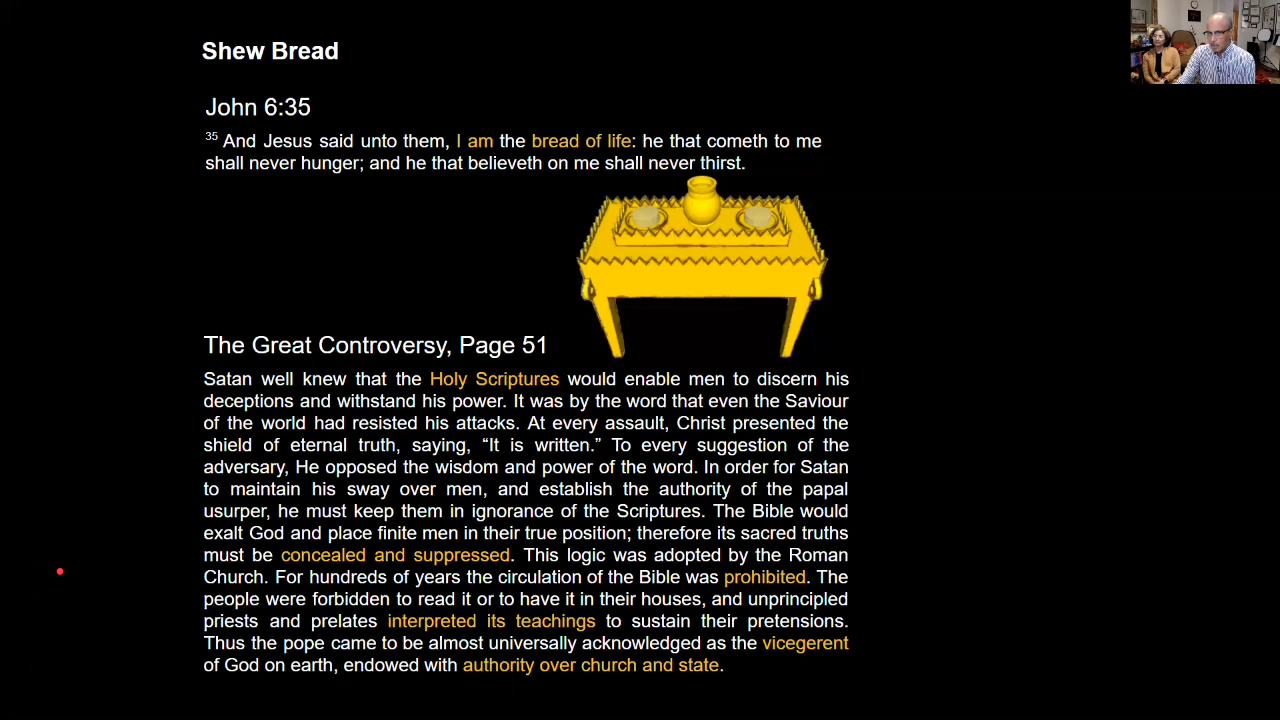 Shew Bread
John 6:35
35 And Jesus said unto them, I am the bread of life: he that cometh to me
shall never hunger; and he that believeth on me shall never thirst.
The Great Controversy, Page 51
Satan well knew that the Holy Scriptures would enable men to discern his
deceptions and withstand his power. It was by the word that even the Saviour
of the world had resisted his attacks. At every assault, Christ presented the
shield of eternal truth, saying, “It is written.” To every suggestion of the
adversary, He opposed the wisdom and power of the word. In order for Satan
to maintain his sway over men, and establish the authority of the papal
usurper, he must keep them in ignorance of the Scriptures. The Bible would
exalt God and place finite men in their true position; therefore its sacred truths
must be concealed and suppressed. This logic was adopted by the Roman
Church. For hundreds of years the circulation of the Bible was prohibited. The
people were forbidden to read it or to have it in their houses, and unprincipled
priests and prelates interpreted its teachings to sustain their pretensions.
Thus the pope came to be almost universally acknowledged as the vicegerent
of God on earth, endowed with authority over church and state.